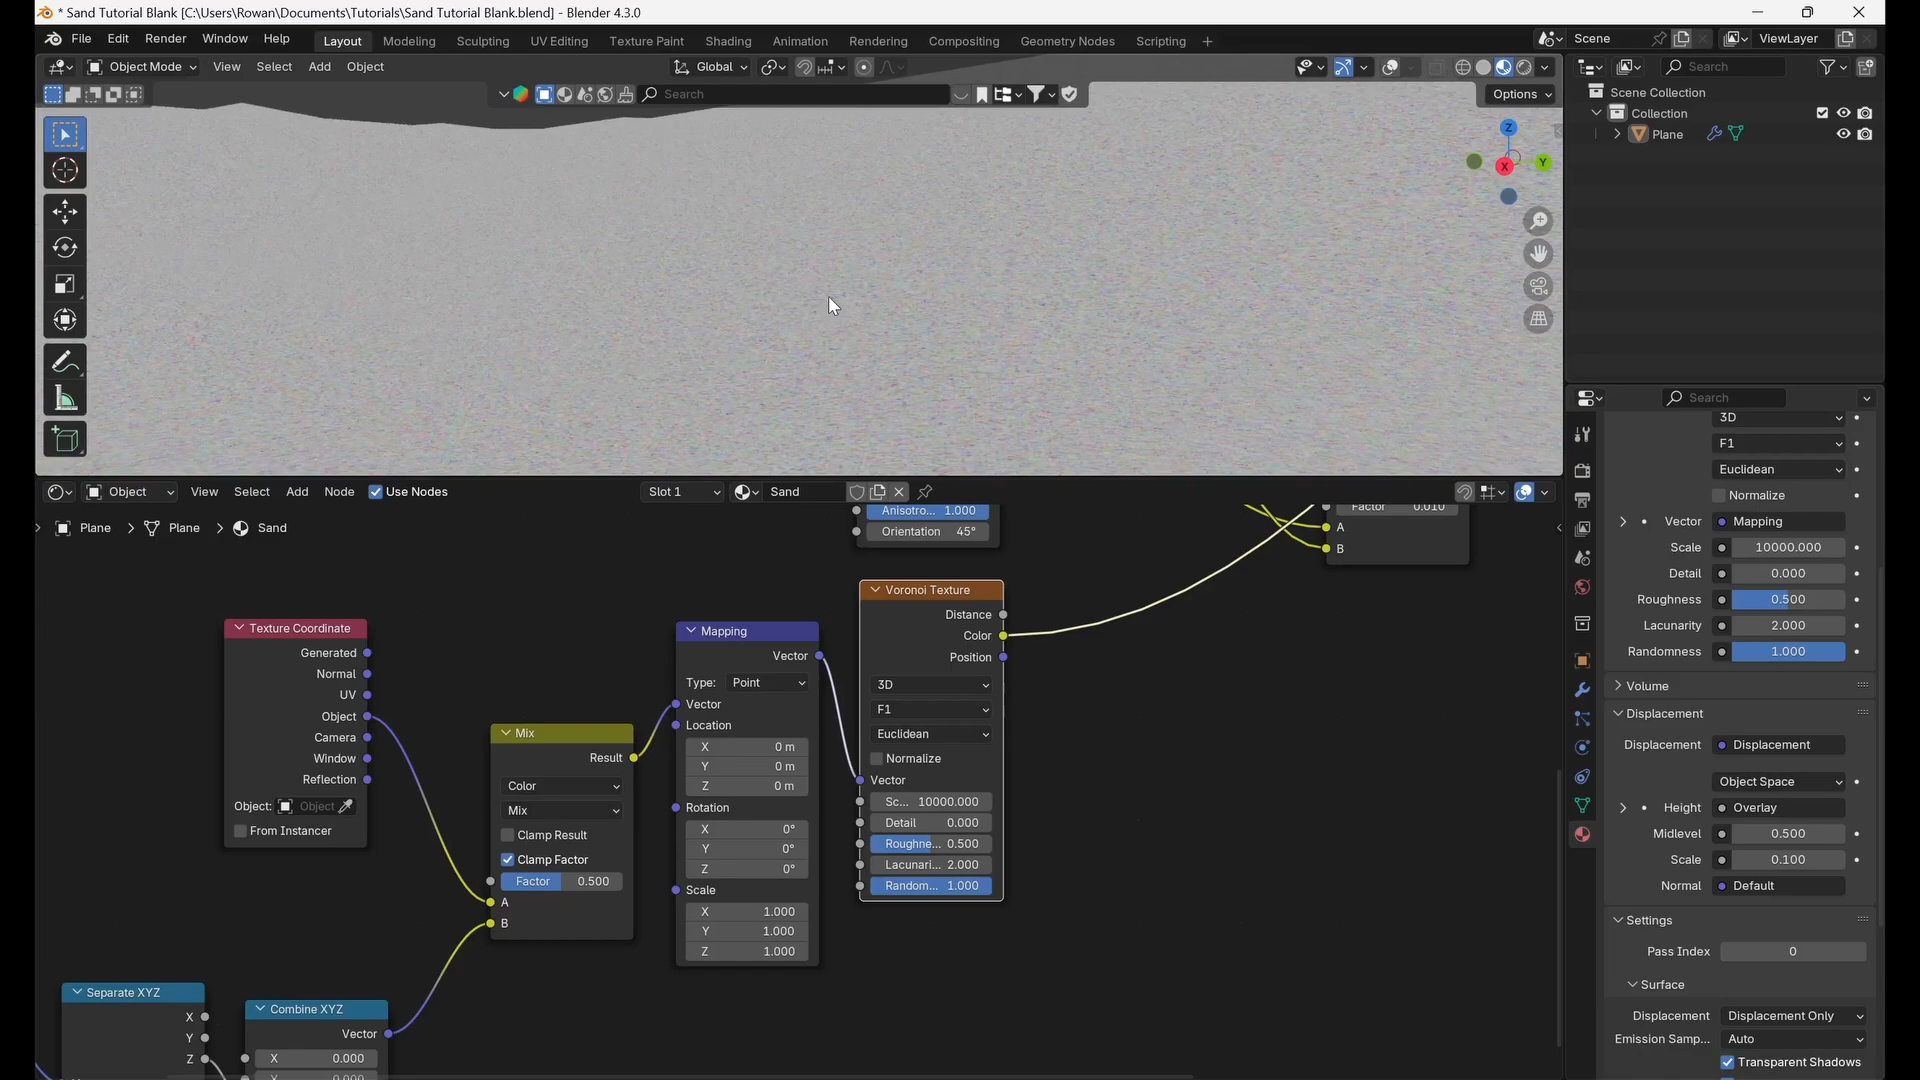 * Sand Tutorial Blank [C:\Users\Rowan\Documents\Tutorials\Sand Tutorial Blank.blend] - Blender 4.3.0
File Edit Render Window Help Layout Modeling Sculpting UV Editing Texture Paint Shading Animation Rendering Compositing Geometry Nodes Scripting + Scene ViewLayer
Object Mode View Select Add Object Global Search
Search Options
Scene Collection
Collection
Plane
Z
Y
X
Object View Select Add Node Use Nodes Slot 1 Sand
Plane > Plane > Sand
Anisotro... 1.000
Orientation 45°
Factor 0.010
A
B
Texture Coordinate
Generated
Normal
UV
Object
Camera
Window
Reflection
Object: Object
From Instancer
Mix
Result
Color
Mix
Clamp Result
Clamp Factor
Factor 0.500
A
B
Mapping
Vector
Type: Point
Vector
Location
X 0 m
Y 0 m
Z 0 m
Rotation
X 0°
Y 0°
Z 0°
Scale
X 1.000
Y 1.000
Z 1.000
Voronoi Texture
Distance
Color
Position
3D
F1
Euclidean
Normalize
Vector
Sc... 10000.000
Detail 0.000
Roughne... 0.500
Lacunari... 2.000
Random... 1.000
Separate XYZ
X
Y
Z
Combine XYZ
Vector
X 0.000
Search
3D
F1
Euclidean
Normalize
Vector Mapping
Scale 10000.000
Detail 0.000
Roughness 0.500
Lacunarity 2.000
Randomness 1.000
Volume
Displacement
Displacement Displacement
Object Space
Height Overlay
Midlevel 0.500
Scale 0.100
Normal Default
Settings
Pass Index 0
Surface
Displacement Displacement Only
Emission Samp... Auto
Transparent Shadows